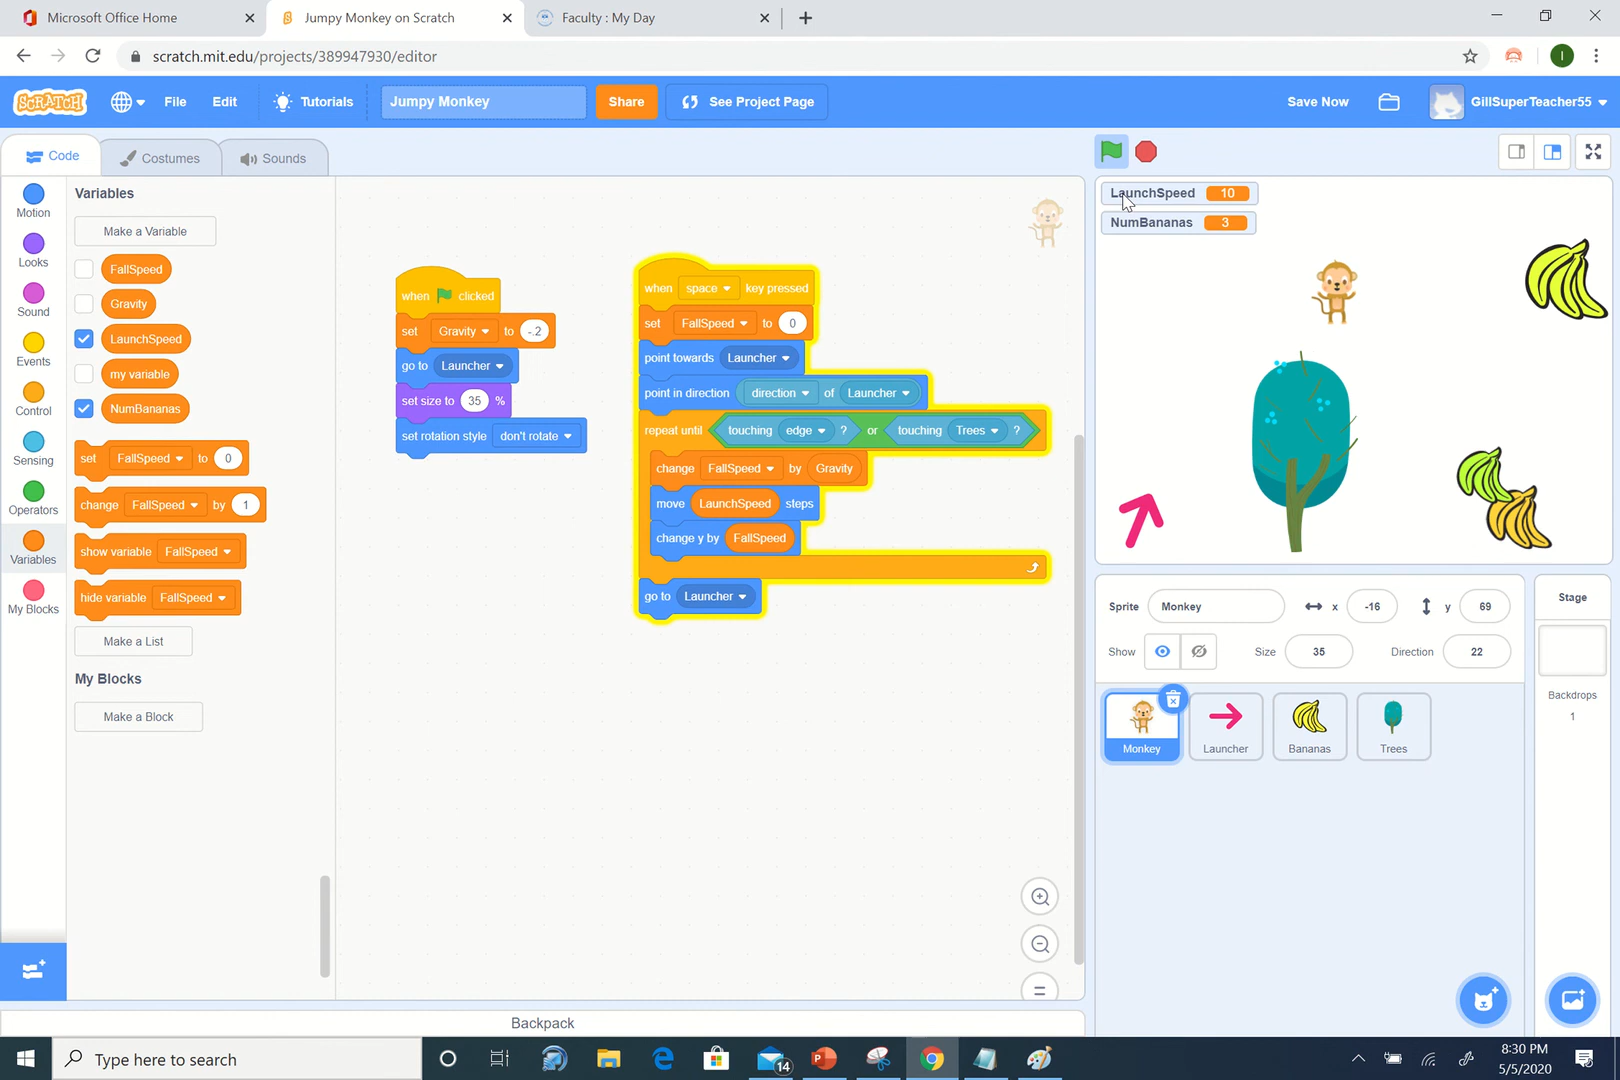 Microsoft Office Home
Jumpy Monkey on Scratch
Faculty : My Day
scratch.mit.edu/projects/389947930/editor
I
SCRATCH
File
Edit
Tutorials
Jumpy Monkey
Share
See Project Page
Save Now
GillSuperTeacher55
Code
Costumes
Sounds
Motion
Looks
Sound
Events
Control
Sensing
Operators
Variables
My Blocks
Variables
Make a Variable
FallSpeed
Gravity
LaunchSpeed
my variable
NumBananas
set FallSpeed to 0
change FallSpeed by 1
show variable FallSpeed
hide variable FallSpeed
Make a List
My Blocks
Make a Block
when clicked
set Gravity to -.2
go to Launcher
set size to 35 %
set rotation style don't rotate
when space key pressed
set FallSpeed to 0
point towards Launcher
point in direction direction of Launcher
repeat until touching edge ? or touching Trees ?
change FallSpeed by Gravity
move LaunchSpeed steps
change y by FallSpeed
go to Launcher
LaunchSpeed 10
NumBananas 3
Sprite Monkey x -16 y 69
Show Size 35 Direction 22
Monkey
Launcher
Bananas
Trees
Stage
Backdrops
1
Backpack
Type here to search
14
8:30 PM
5/5/2020